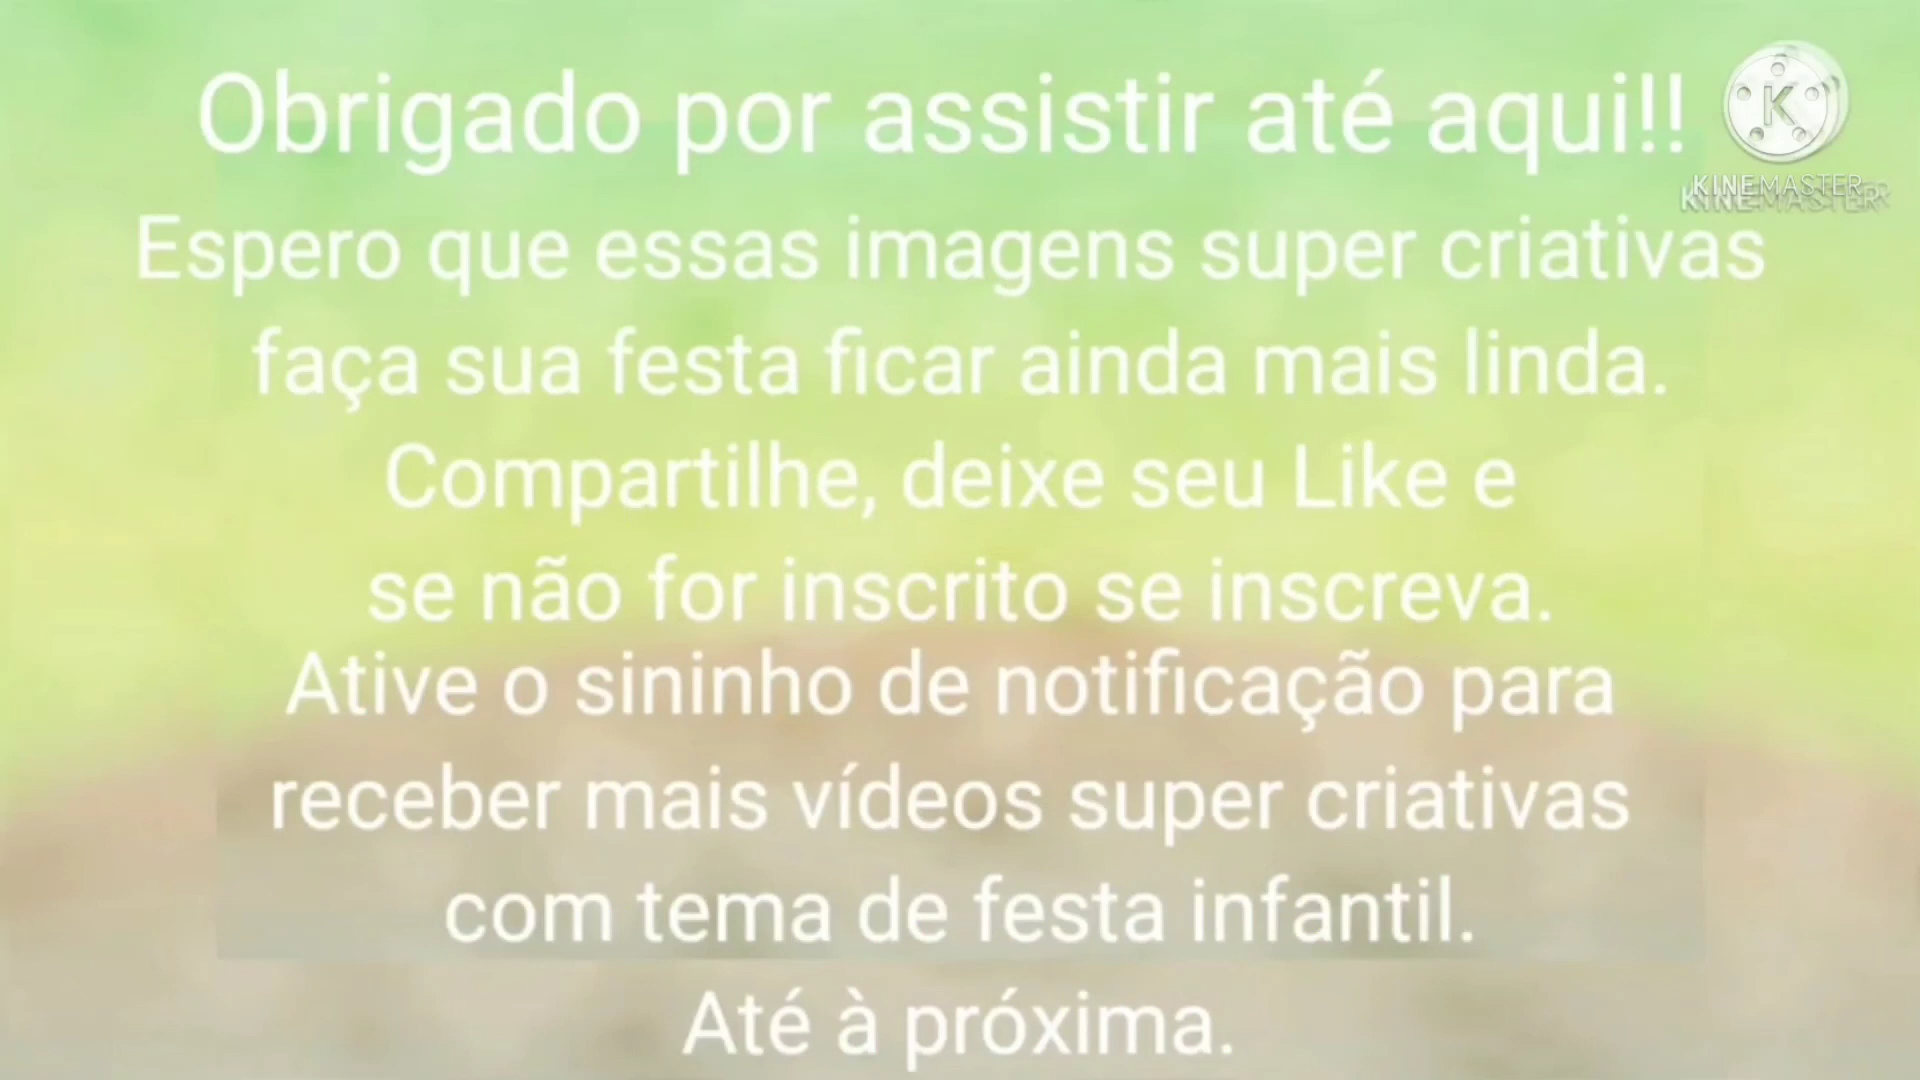 Obrigado por assistir até aqui!!
Espero que essas imagens super criativas
faça sua festa ficar ainda mais linda.
Compartilhe, deixe seu Like e
se não for inscrito se inscreva.
Ative o sininho de notificação para
receber mais vídeos super criativas
com tema de festa infantil.
Até à próxima.
K
KINEMASTER
KINEMASTER